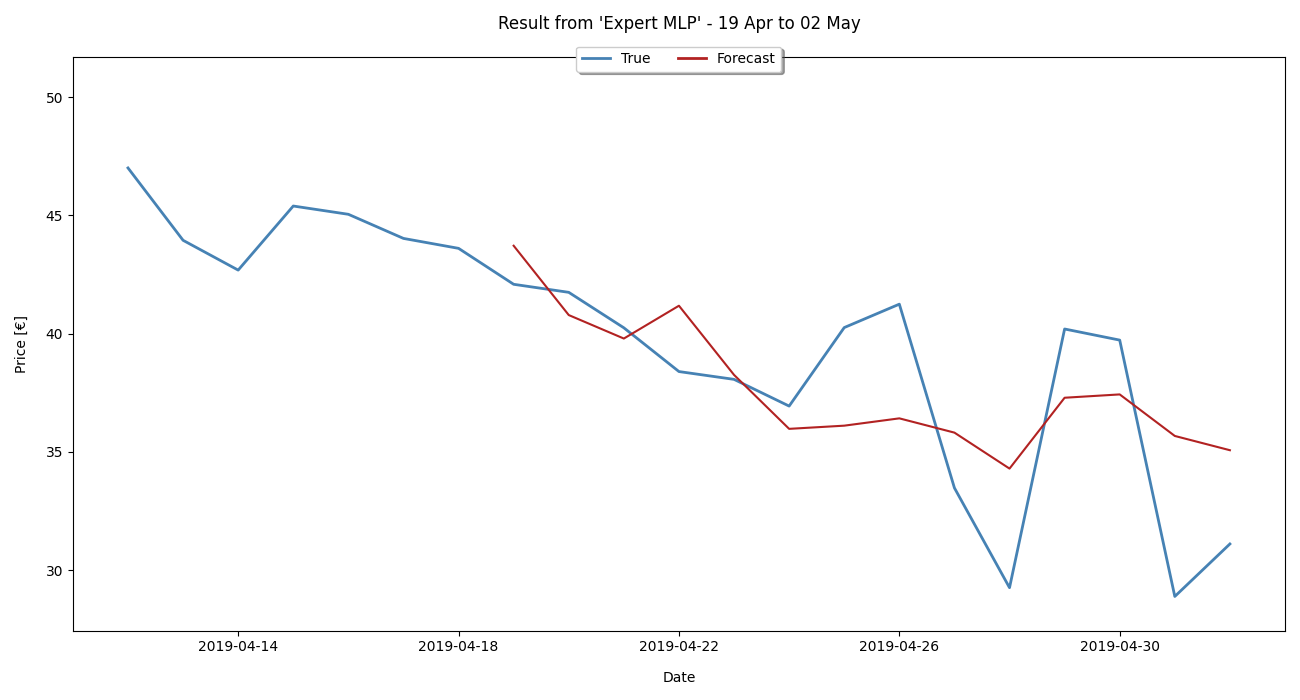 Result from 'Expert MLP' - 19 Apr to 02 May
True
Forecast
50
45
40
35
30
Price [€]
2019-04-14
2019-04-18
2019-04-22
2019-04-26
2019-04-30
Date